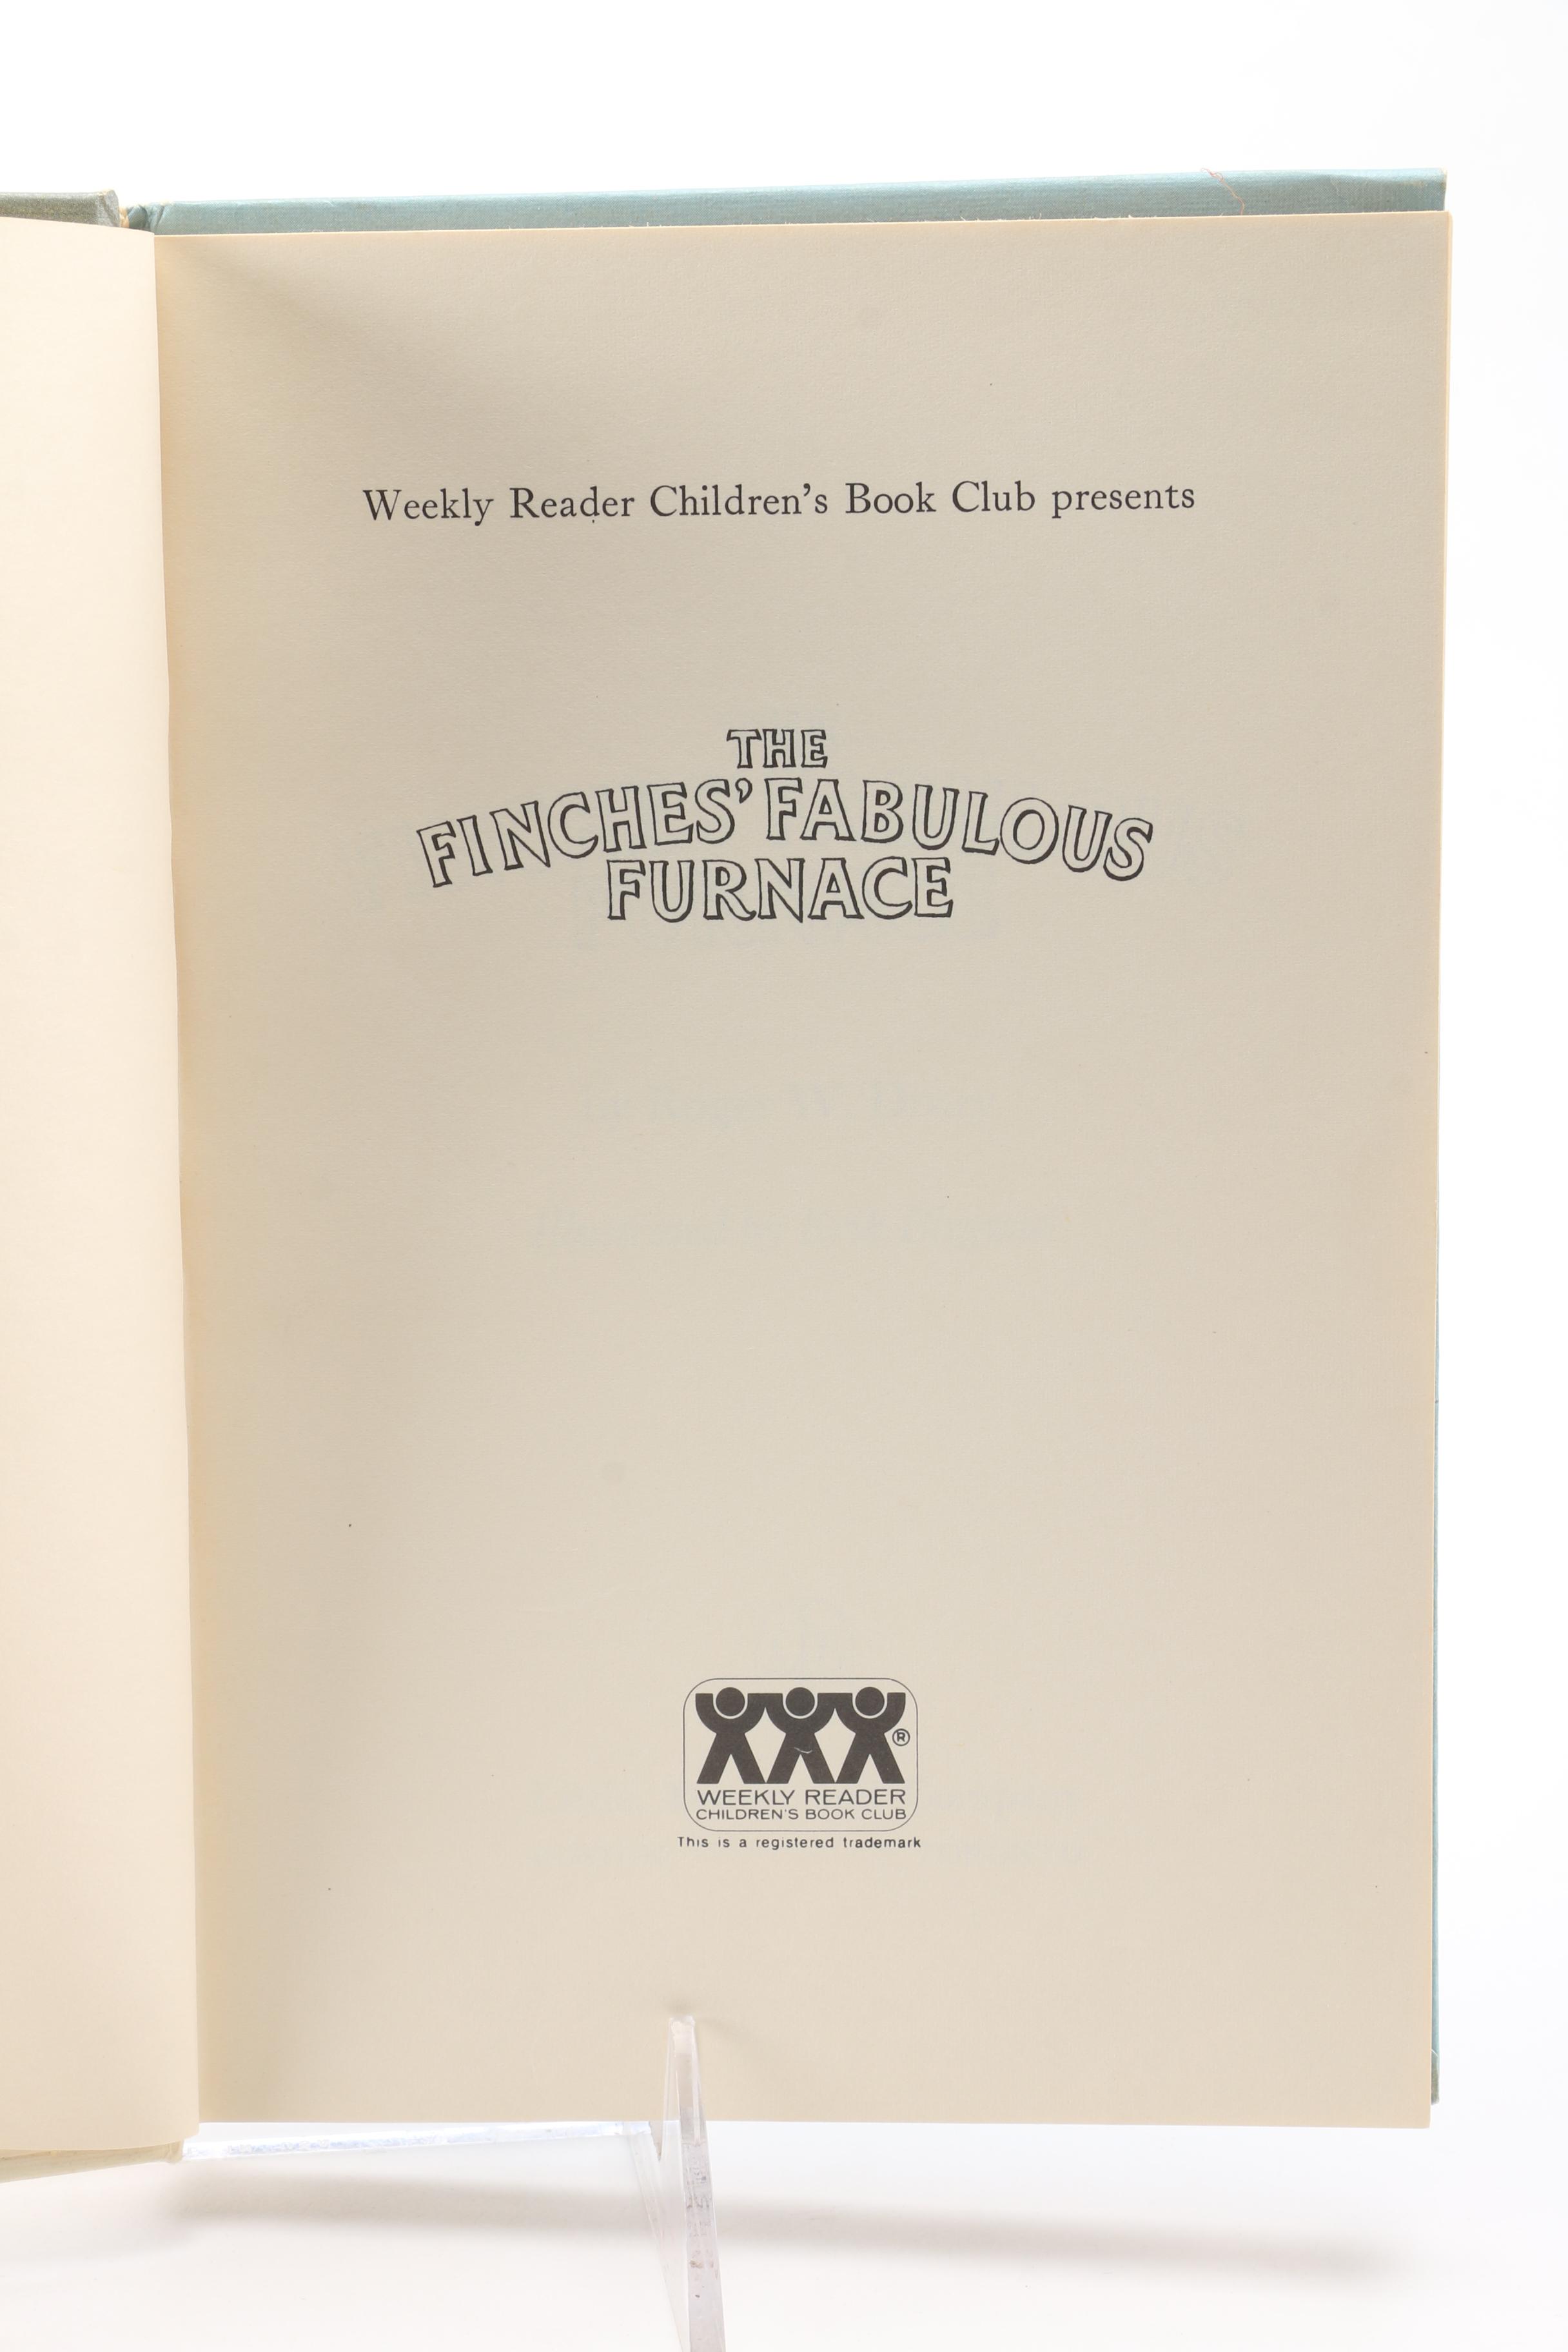 Weekly Reader Children's Book Club presents
THE
FINCHES' FABULOUS
FURNACE
®
WEEKLY READER
CHILDREN'S BOOK CLUB
This is a registered trademark